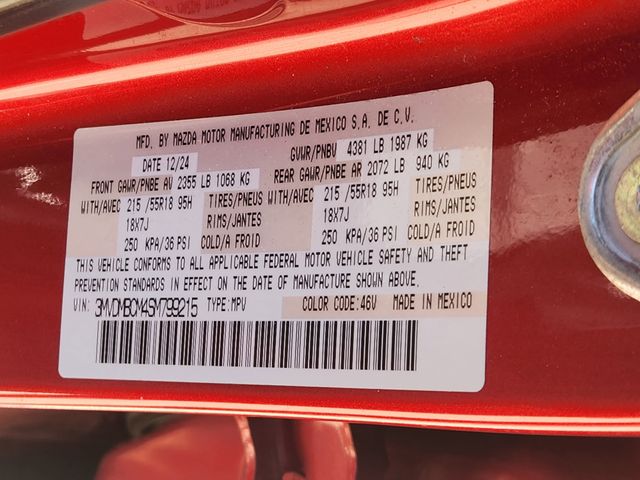 MFD. BY MAZDA MOTOR MANUFACTURING DE MEXICO S.A. DE C.V.
DATE 12/24 GVWR/PNBV 4381 LB 1987 KG
FRONT GAWR/PNBE AV 2355 LB 1068 KG REAR GAWR/PNBE AR 2072 LB 940 KG
WITH/AVEC 215 /55R18 95H TIRES/PNEUS WITH/AVEC 215 /55R18 95H TIRES/PNEUS
18X7J RIMS/JANTES 18X7J RIMS/JANTES
250 KPA/36 PSI COLD/A FROID 250 KPA/36 PSI COLD/A FROID
THIS VEHICLE CONFORMS TO ALL APPLICABLE FEDERAL MOTOR VEHICLE SAFETY AND THEFT
PREVENTION STANDARDS IN EFFECT ON THE DATE OF MANUFACTURE SHOWN ABOVE.
VIN: 3MVDMBCM4SM799215 TYPE:MPV COLOR CODE:46V MADE IN MEXICO